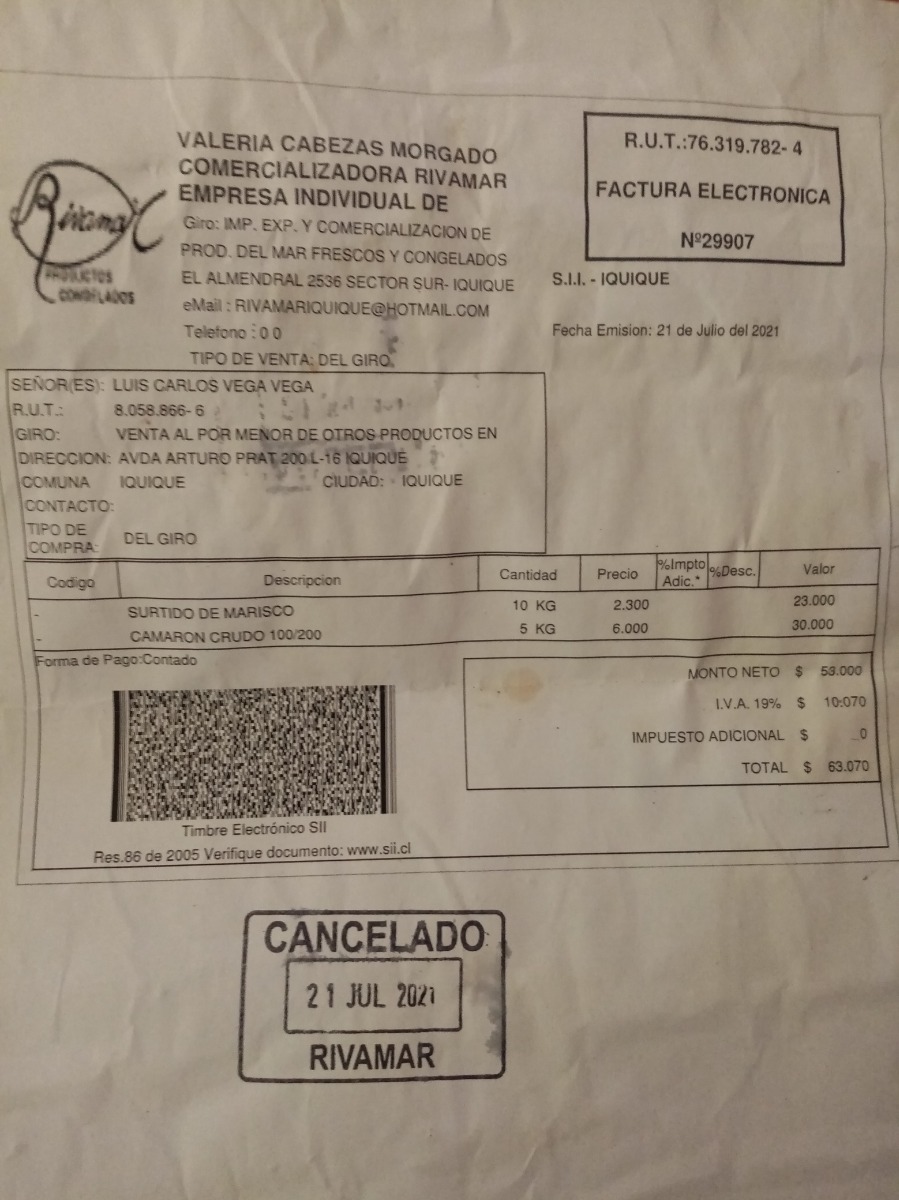 Rivamar
PRODUCTOS
CONGELADOS
VALERIA CABEZAS MORGADO
COMERCIALIZADORA RIVAMAR
EMPRESA INDIVIDUAL DE
Giro: IMP. EXP. Y COMERCIALIZACION DE
PROD. DEL MAR FRESCOS Y CONGELADOS
EL ALMENDRAL 2536 SECTOR SUR- IQUIQUE
eMail : RIVAMARIQUIQUE@HOTMAIL.COM
Telefono : 0 0
TIPO DE VENTA: DEL GIRO
R.U.T.:76.319.782- 4
FACTURA ELECTRONICA
Nº29907
S.I.I. - IQUIQUE
Fecha Emision: 21 de Julio del 2021
SEÑOR(ES): LUIS CARLOS VEGA VEGA
R.U.T.: 8.058.866- 6
GIRO: VENTA AL POR MENOR DE OTROS PRODUCTOS EN
DIRECCION: AVDA ARTURO PRAT 200 L-16 IQUIQUE
COMUNA IQUIQUE CIUDAD: IQUIQUE
CONTACTO:
TIPO DE
COMPRA: DEL GIRO
Codigo Descripcion Cantidad Precio %Impto Adic.* %Desc. Valor
- SURTIDO DE MARISCO 10 KG 2.300 23.000
- CAMARON CRUDO 100/200 5 KG 6.000 30.000
Forma de Pago:Contado
MONTO NETO $ 53.000
I.V.A. 19% $ 10.070
IMPUESTO ADICIONAL $ 0
TOTAL $ 63.070
Timbre Electrónico SII
Res.86 de 2005 Verifique documento: www.sii.cl
CANCELADO
21 JUL 2021
RIVAMAR